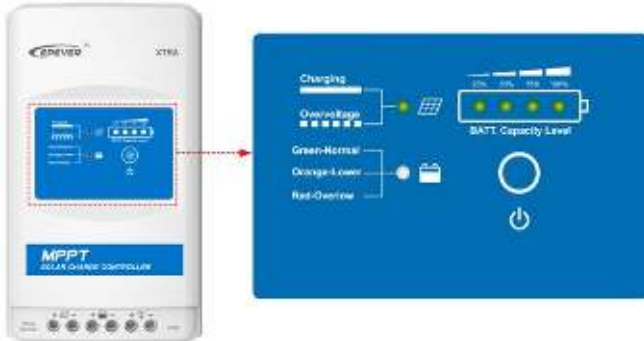 EPEVER
XTRA
MPPT
SOLAR CHARGE CONTROLLER
Charging
Overvoltage
Green-Normal
Orange-Lower
Red-Overlow
25% 50% 75% 100%
BATT. Capacity Level